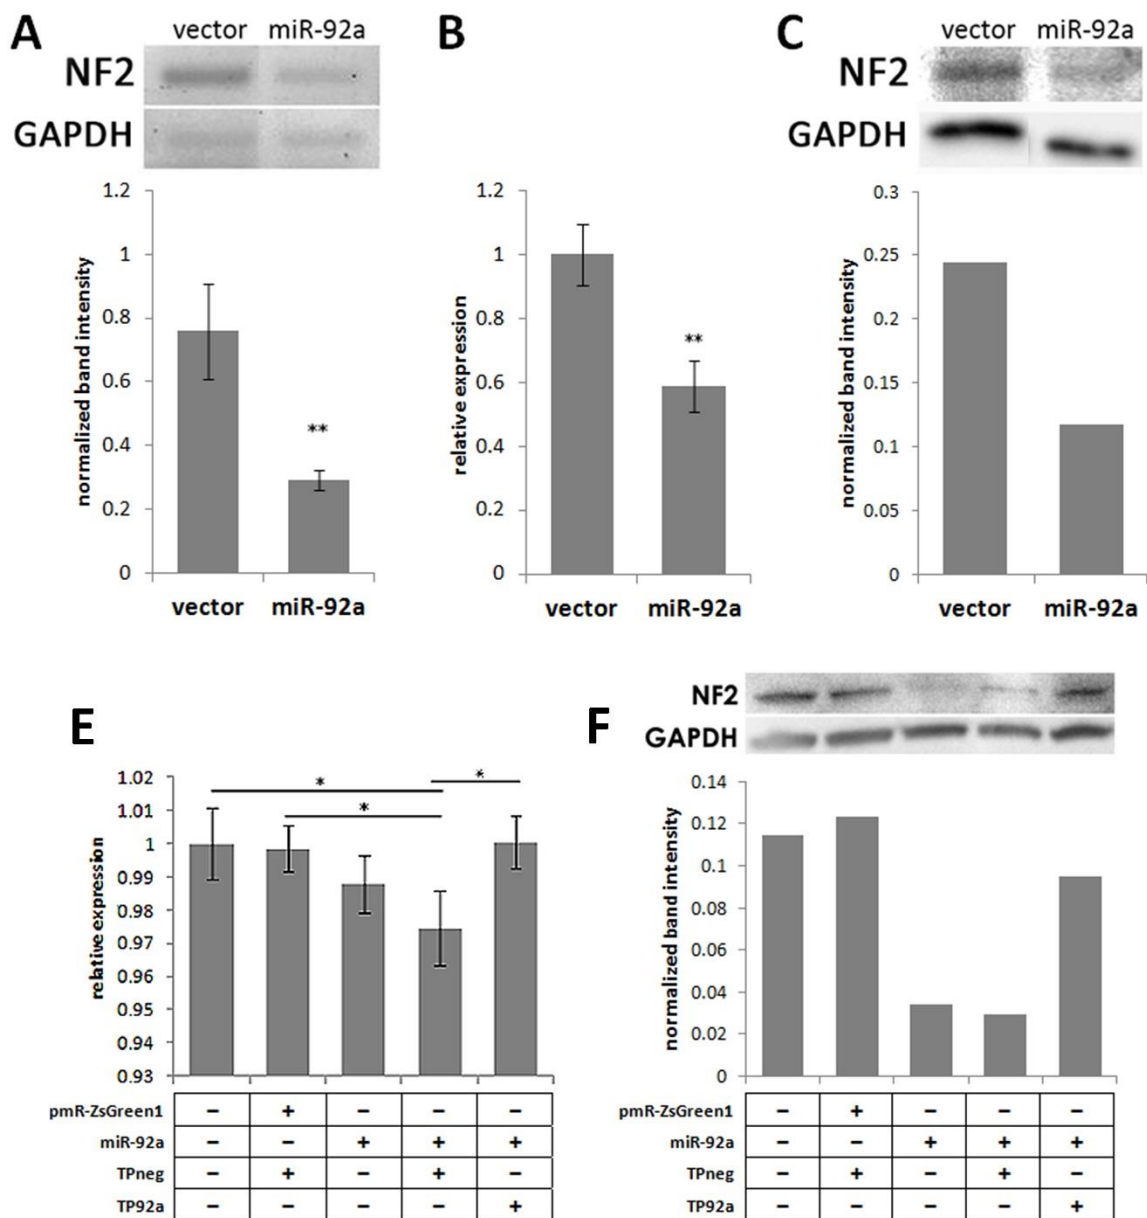 A
vector miR-92a
NF2
GAPDH
normalized band intensity
1.2
1
0.8
0.6
0.4
0.2
0
**
vector miR-92a
B
relative expression
1.2
1
0.8
0.6
0.4
0.2
0
**
vector miR-92a
C
vector miR-92a
NF2
GAPDH
normalized band intensity
0.3
0.25
0.2
0.15
0.1
0.05
0
vector miR-92a
E
relative expression
1.02
1.01
1
0.99
0.98
0.97
0.96
0.95
0.94
0.93
*
*
*
pmR-ZsGreen1 − + − − −
miR-92a − − + + +
TPneg − + − + −
TP92a − − − − +
F
NF2
GAPDH
normalized band intensity
0.14
0.12
0.1
0.08
0.06
0.04
0.02
0
pmR-ZsGreen1 − + − − −
miR-92a − − + + +
TPneg − + − + −
TP92a − − − − +